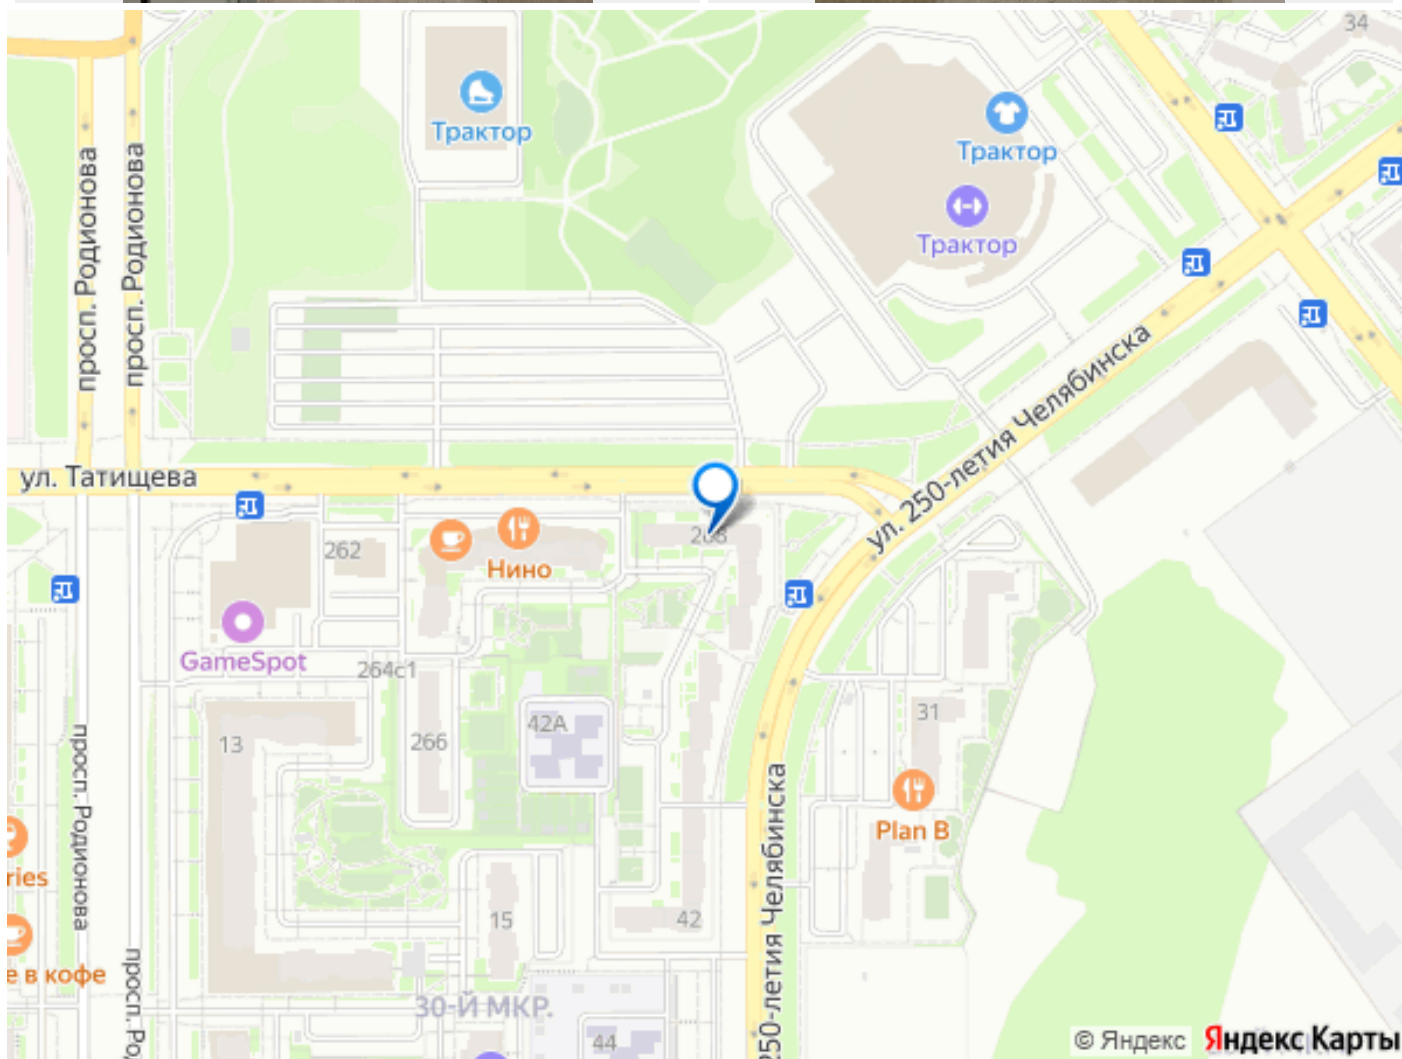 34
Трактор
Трактор
Трактор
просп. Родионова
просп. Родионова
ул. 250-летия Челябинска
ул. Татищева
262
Нино
GameSpot
264с1
42А
13
266
31
просп. Родионова
Plan B
ries
15
42
е в кофе
просп. Ро
250-летия Челябинска
30-Й МКР.
44
© Яндекс Яндекс Карты